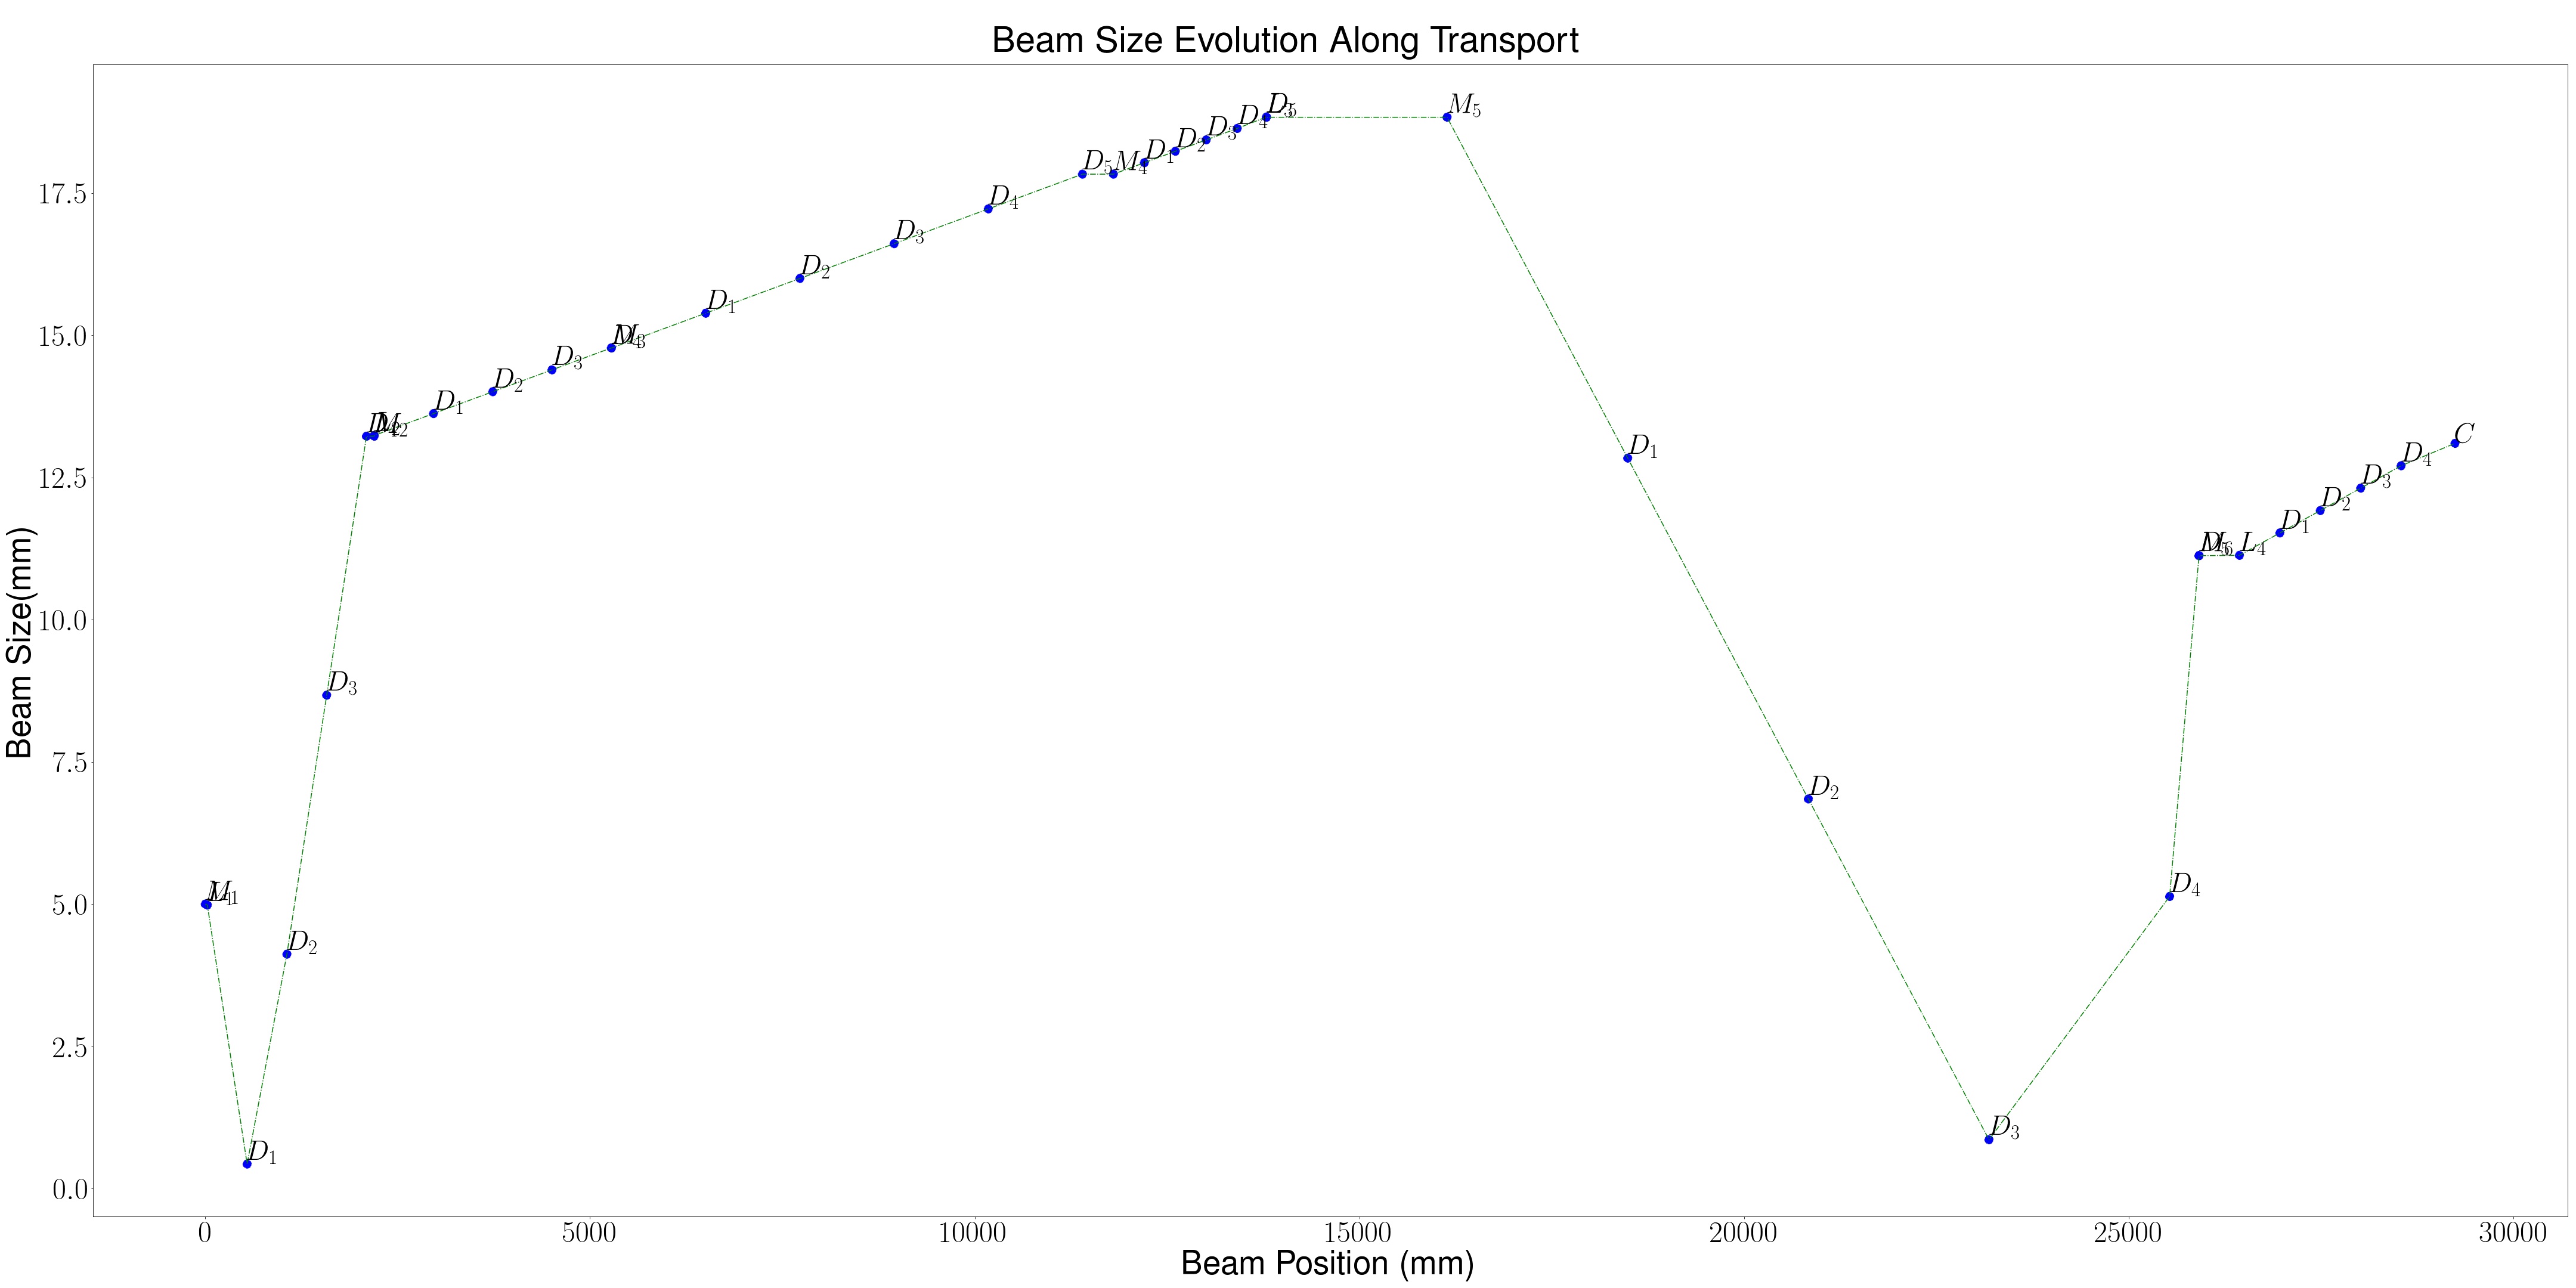 Beam Size Evolution Along Transport
Beam Size(mm)
17.5
15.0
12.5
10.0
7.5
5.0
2.5
0.0
D₁
D₂
D₃
D₁
D₂
D₃
D₁
D₂
D₃
D₄
D₅
M₄
D₁
D₂
D₃
D₄
M₅
D₁
D₂
D₃
D₄
L₄
D₁
D₂
D₃
D₄
C
0
5000
10000
15000
20000
25000
30000
Beam Position (mm)